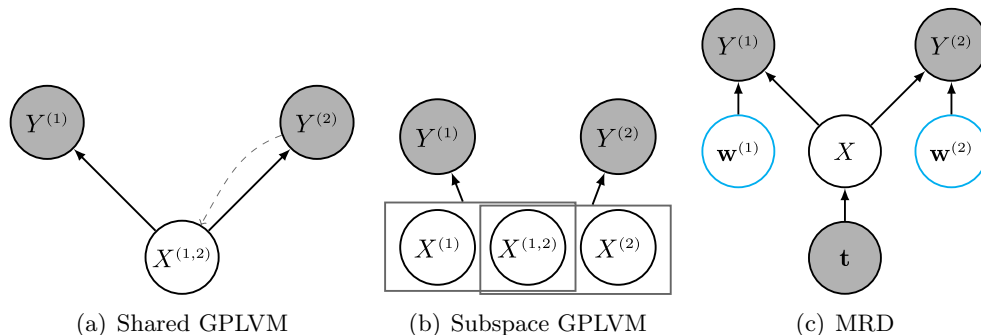 Y⁽¹⁾ Y⁽²⁾
X⁽¹,²⁾
(a) Shared GPLVM
Y⁽¹⁾ Y⁽²⁾
X⁽¹⁾ X⁽¹,²⁾ X⁽²⁾
(b) Subspace GPLVM
Y⁽¹⁾ Y⁽²⁾
w⁽¹⁾ X w⁽²⁾
t
(c) MRD